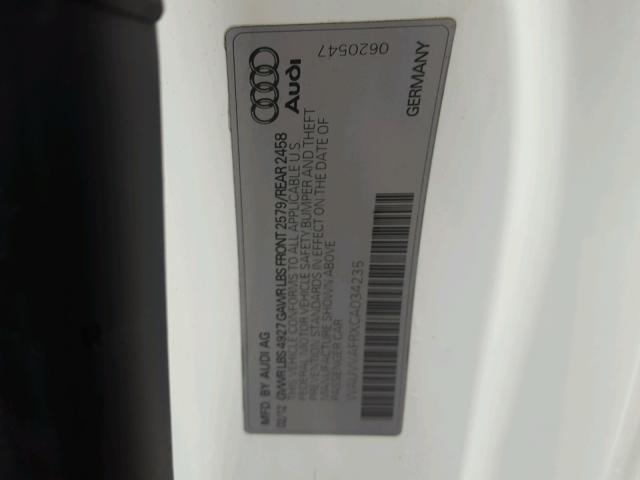 MFD. BY AUDI AG
02/12 GVWR LBS 4927 GAWR LBS FRONT 2579/REAR 2458
THIS VEHICLE CONFORMS TO ALL APPLICABLE U.S.
FEDERAL MOTOR VEHICLE SAFETY, BUMPER AND THEFT
PREVENTION STANDARDS IN EFFECT ON THE DATE OF
MANUFACTURE SHOWN ABOVE
PASSENGER CAR
WAUVVAFRXCA034235
Audi
0620547
GERMANY